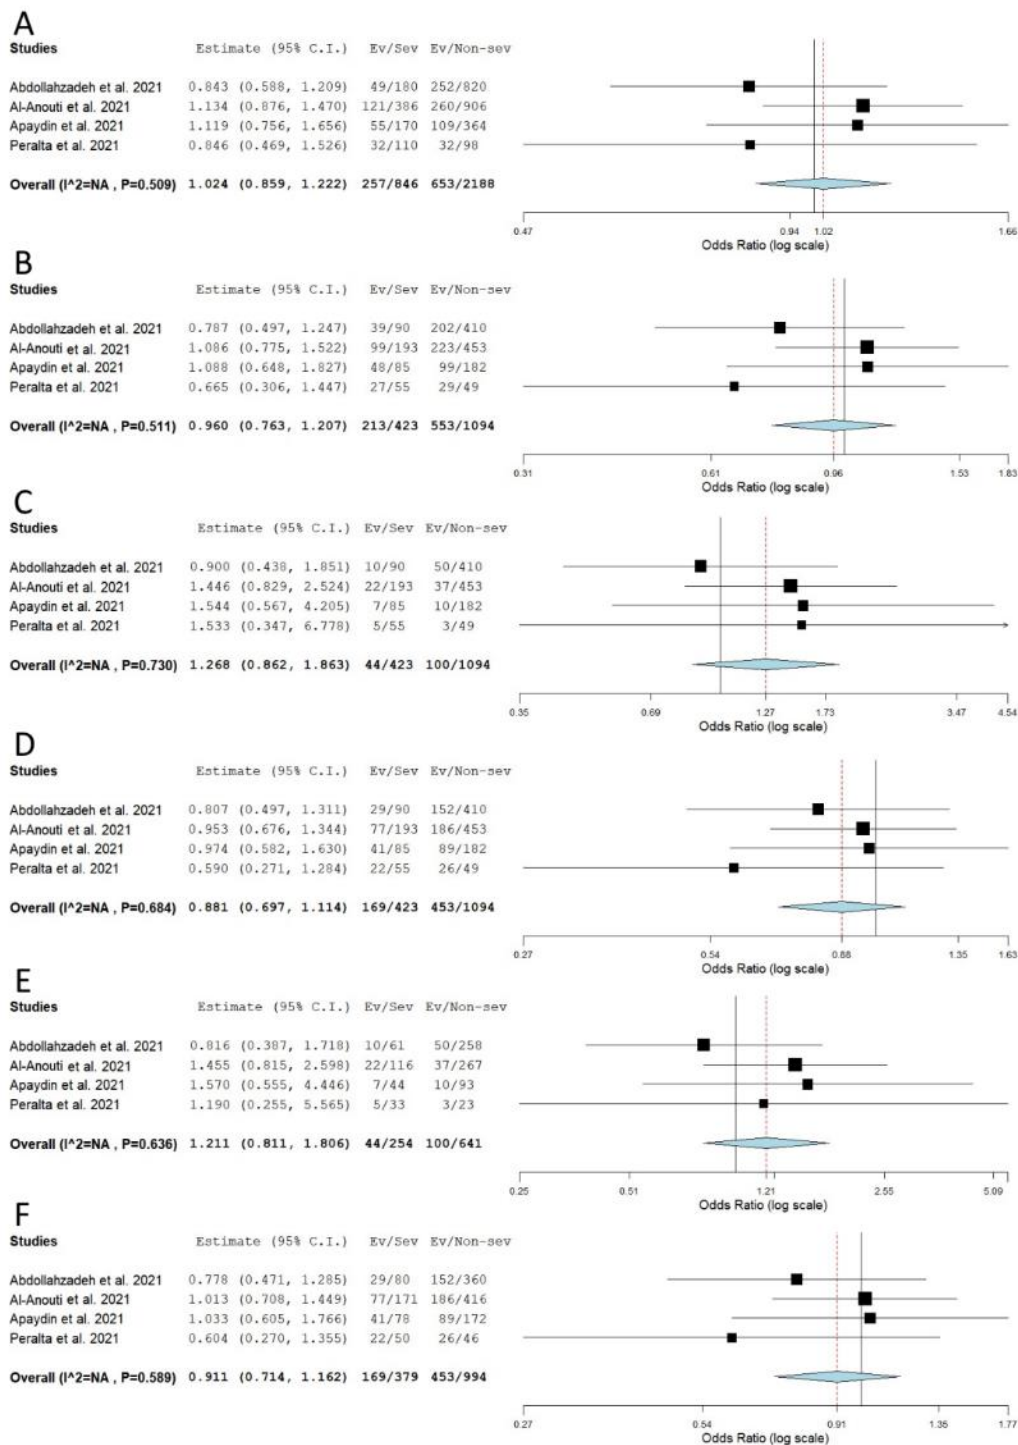 A
Studies Estimate (95% C.I.) Ev/Sev Ev/Non-sev
Abdollahzadeh et al. 2021 0.843 (0.588, 1.209) 49/180 252/820
Al-Anouti et al. 2021 1.134 (0.876, 1.470) 121/386 260/906
Apaydin et al. 2021 1.119 (0.756, 1.656) 55/170 109/364
Peralta et al. 2021 0.846 (0.469, 1.526) 32/110 32/98
Overall (I^2=NA , P=0.509) 1.024 (0.859, 1.222) 257/846 653/2188
0.47 0.94 1.02 1.66
Odds Ratio (log scale)
B
Studies Estimate (95% C.I.) Ev/Sev Ev/Non-sev
Abdollahzadeh et al. 2021 0.787 (0.497, 1.247) 39/90 202/410
Al-Anouti et al. 2021 1.086 (0.775, 1.522) 99/193 223/453
Apaydin et al. 2021 1.088 (0.648, 1.827) 48/85 99/182
Peralta et al. 2021 0.665 (0.306, 1.447) 27/55 29/49
Overall (I^2=NA , P=0.511) 0.960 (0.763, 1.207) 213/423 553/1094
0.31 0.61 0.96 1.53 1.83
Odds Ratio (log scale)
C
Studies Estimate (95% C.I.) Ev/Sev Ev/Non-sev
Abdollahzadeh et al. 2021 0.900 (0.438, 1.851) 10/90 50/410
Al-Anouti et al. 2021 1.446 (0.829, 2.524) 22/193 37/453
Apaydin et al. 2021 1.544 (0.567, 4.205) 7/85 10/182
Peralta et al. 2021 1.533 (0.347, 6.778) 5/55 3/49
Overall (I^2=NA , P=0.730) 1.268 (0.862, 1.863) 44/423 100/1094
0.35 0.69 1.27 1.73 3.47 4.54
Odds Ratio (log scale)
D
Studies Estimate (95% C.I.) Ev/Sev Ev/Non-sev
Abdollahzadeh et al. 2021 0.807 (0.497, 1.311) 29/90 152/410
Al-Anouti et al. 2021 0.953 (0.676, 1.344) 77/193 186/453
Apaydin et al. 2021 0.974 (0.582, 1.630) 41/85 89/182
Peralta et al. 2021 0.590 (0.271, 1.284) 22/55 26/49
Overall (I^2=NA , P=0.684) 0.881 (0.697, 1.114) 169/423 453/1094
0.27 0.54 0.88 1.35 1.63
Odds Ratio (log scale)
E
Studies Estimate (95% C.I.) Ev/Sev Ev/Non-sev
Abdollahzadeh et al. 2021 0.816 (0.387, 1.718) 10/61 50/258
Al-Anouti et al. 2021 1.455 (0.815, 2.598) 22/116 37/267
Apaydin et al. 2021 1.570 (0.555, 4.446) 7/44 10/93
Peralta et al. 2021 1.190 (0.255, 5.565) 5/33 3/23
Overall (I^2=NA , P=0.636) 1.211 (0.811, 1.806) 44/254 100/641
0.25 0.51 1.21 2.55 5.09
Odds Ratio (log scale)
F
Studies Estimate (95% C.I.) Ev/Sev Ev/Non-sev
Abdollahzadeh et al. 2021 0.778 (0.471, 1.285) 29/80 152/360
Al-Anouti et al. 2021 1.013 (0.708, 1.449) 77/171 186/416
Apaydin et al. 2021 1.033 (0.605, 1.766) 41/78 89/172
Peralta et al. 2021 0.604 (0.270, 1.355) 22/50 26/46
Overall (I^2=NA , P=0.589) 0.911 (0.714, 1.162) 169/379 453/994
0.27 0.54 0.91 1.35 1.77
Odds Ratio (log scale)